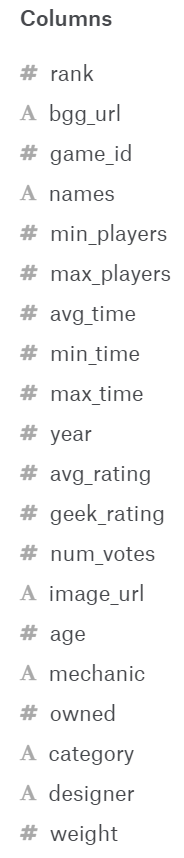 Columns
# rank
A bgg_url
# game_id
A names
# min_players
# max_players
# avg_time
# min_time
# max_time
# year
# avg_rating
# geek_rating
# num_votes
A image_url
# age
A mechanic
# owned
A category
A designer
# weight